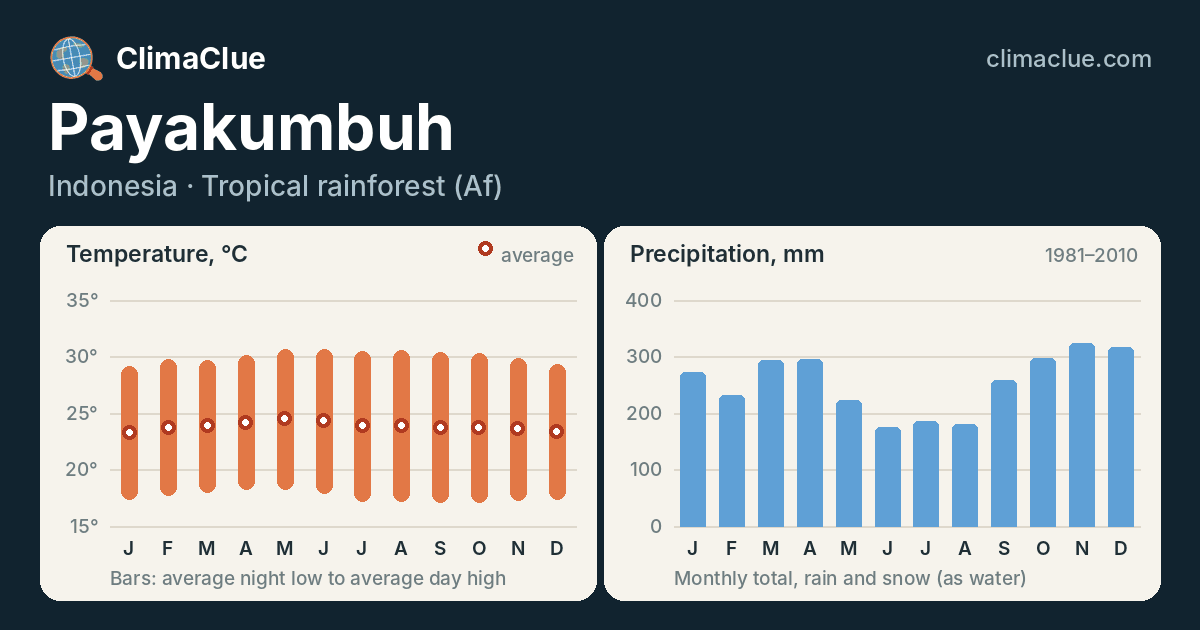 ClimaClue
climaclue.com
Payakumbuh
Indonesia · Tropical rainforest (Af)
Temperature, °C
average
35°
30°
25°
20°
15°
J F M A M J J A S O N D
Bars: average night low to average day high
Precipitation, mm
1981–2010
400
300
200
100
0
J F M A M J J A S O N D
Monthly total, rain and snow (as water)